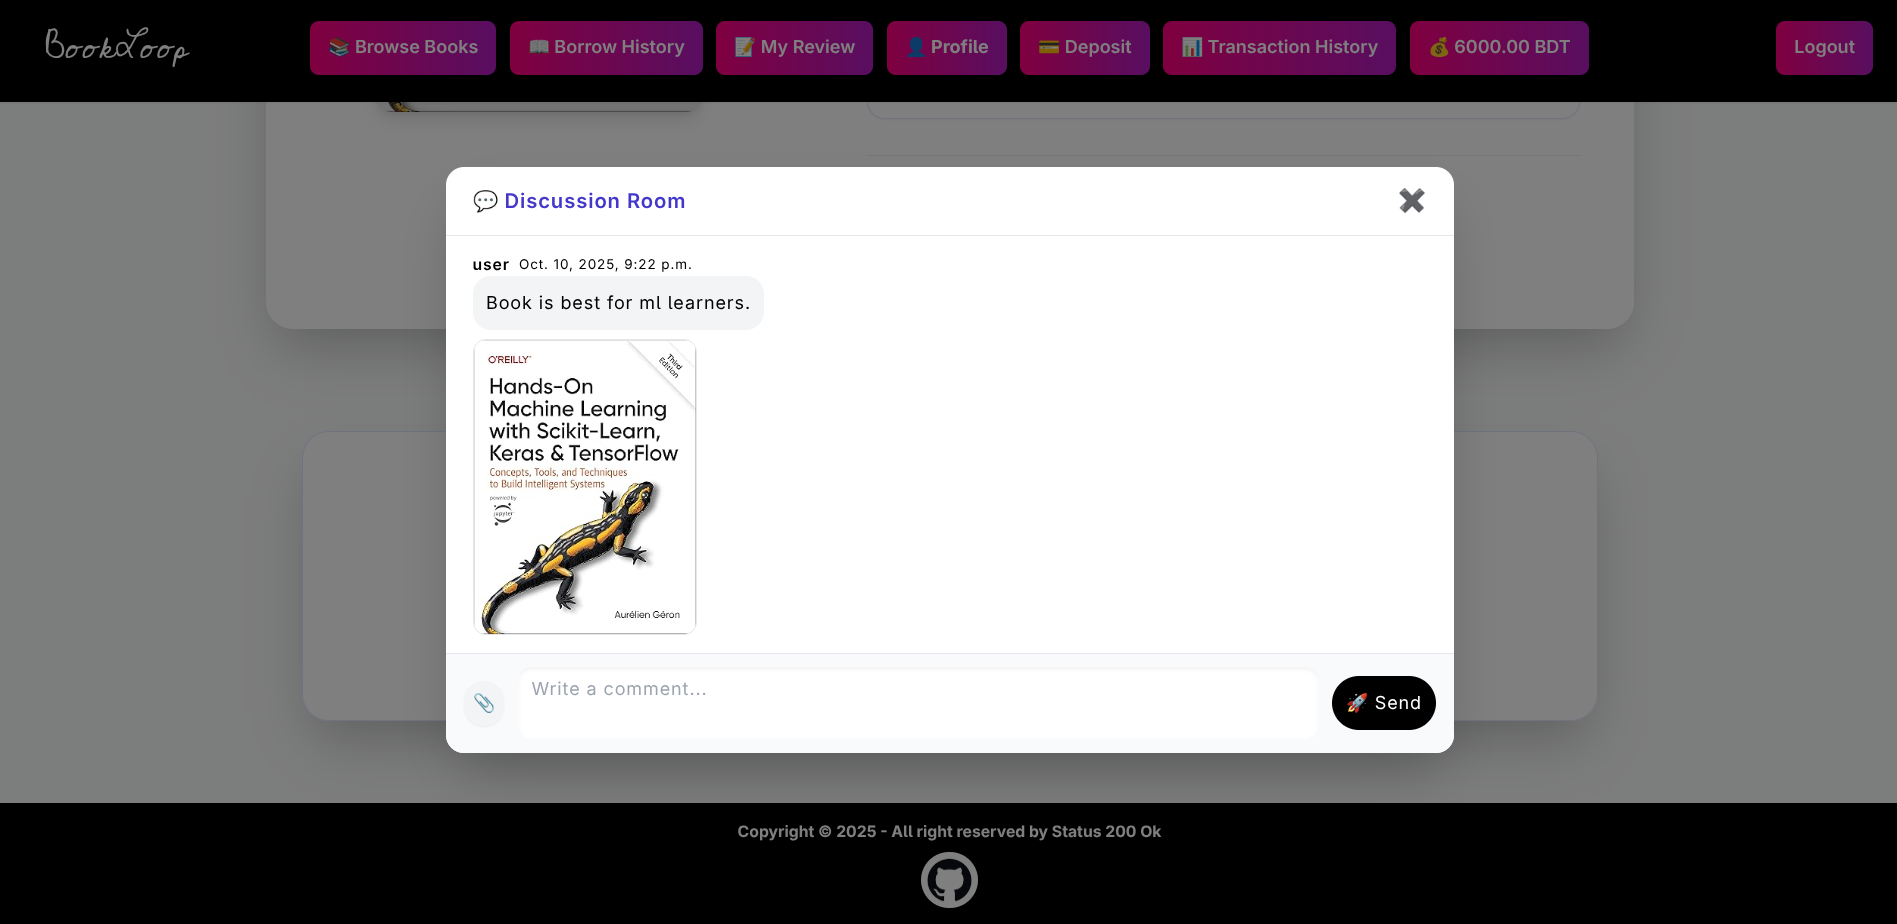 BookLoop
📚 Browse Books
📖 Borrow History
📝 My Review
👤 Profile
💳 Deposit
📊 Transaction History
💰 6000.00 BDT
Logout
💬 Discussion Room
✖
user Oct. 10, 2025, 9:22 p.m.
Book is best for ml learners.
O'REILLY
Third
Edition
Hands-On
Machine Learning
with Scikit-Learn,
Keras & TensorFlow
Concepts, Tools, and Techniques
to Build Intelligent Systems
powered by
jupyter
Aurélien Géron
📎
Write a comment...
🚀 Send
Copyright © 2025 - All right reserved by Status 200 Ok